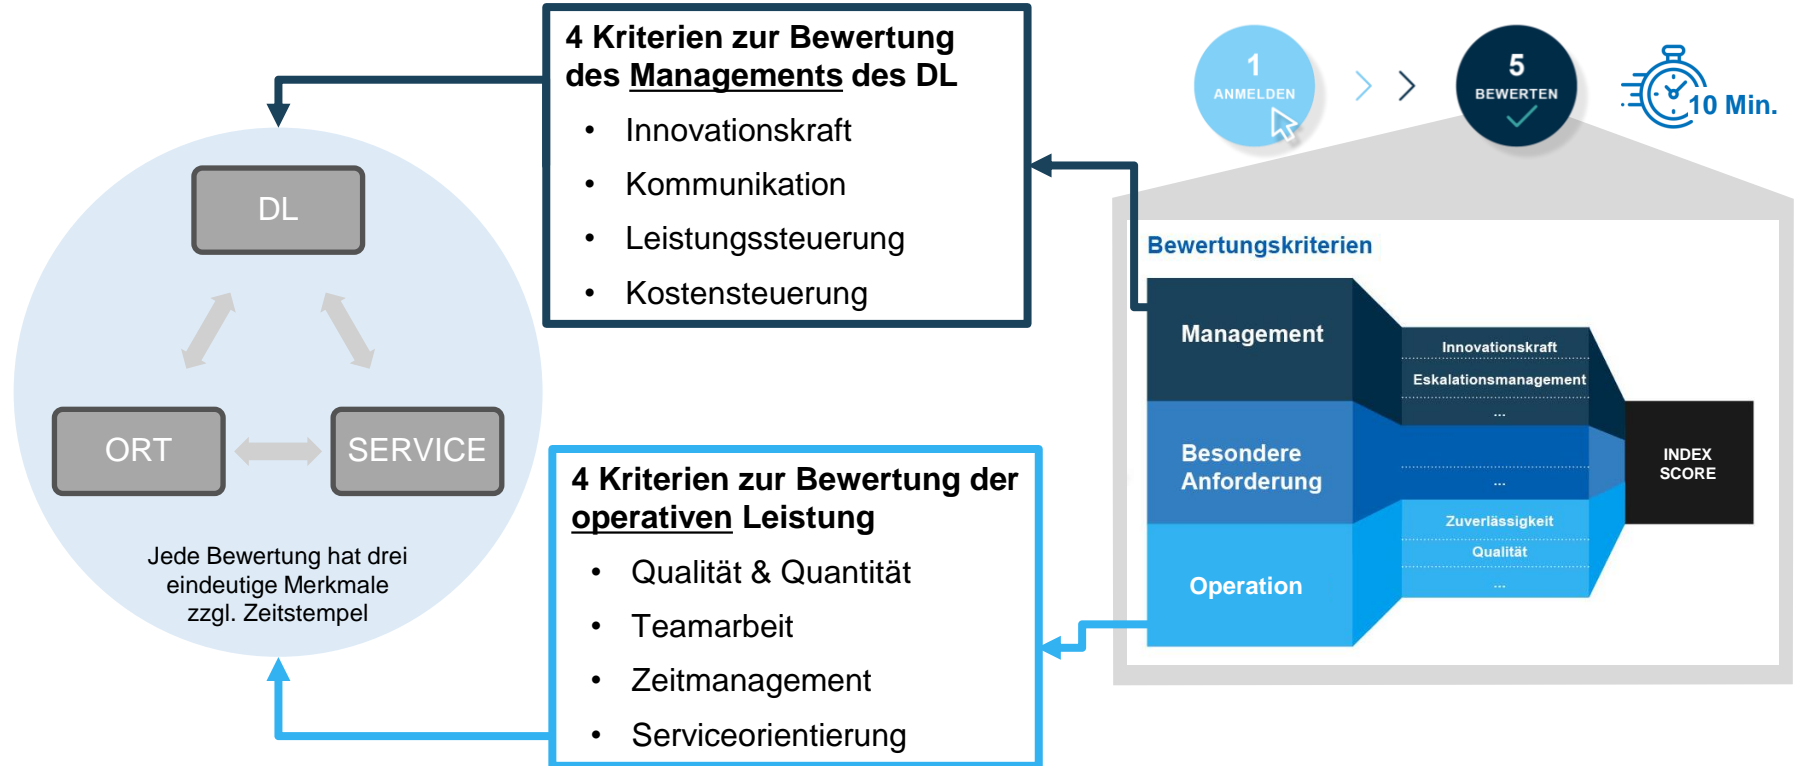 4 Kriterien zur Bewertung
des Managements des DL
• Innovationskraft
• Kommunikation
• Leistungssteuerung
• Kostensteuerung
DL
ORT
SERVICE
Jede Bewertung hat drei
eindeutige Merkmale
zzgl. Zeitstempel
4 Kriterien zur Bewertung der
operativen Leistung
• Qualität & Quantität
• Teamarbeit
• Zeitmanagement
• Serviceorientierung
1
ANMELDEN
5
BEWERTEN
10 Min.
Bewertungskriterien
Management
Innovationskraft
Eskalationsmanagement
...
Besondere
Anforderung
...
Operation
Zuverlässigkeit
Qualität
...
INDEX
SCORE